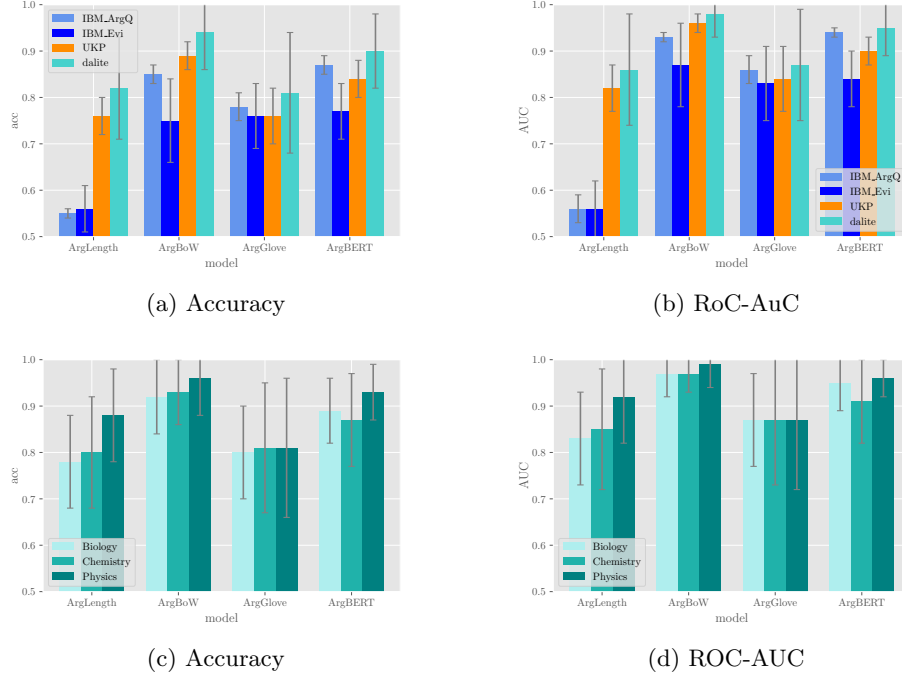 1.0
0.9
0.8
0.7
0.6
0.5
acc
IBM_ArgQ
IBM_Evi
UKP
dalite
ArgLength ArgBoW ArgGlove ArgBERT
model
(a) Accuracy
1.0
0.9
0.8
0.7
0.6
0.5
AUC
IBM_ArgQ
IBM_Evi
UKP
dalite
ArgLength ArgBoW ArgGlove ArgBERT
model
(b) RoC-AuC
1.0
0.9
0.8
0.7
0.6
0.5
acc
Biology
Chemistry
Physics
ArgLength ArgBoW ArgGlove ArgBERT
model
(c) Accuracy
1.0
0.9
0.8
0.7
0.6
0.5
AUC
Biology
Chemistry
Physics
ArgLength ArgBoW ArgGlove ArgBERT
model
(d) ROC-AUC